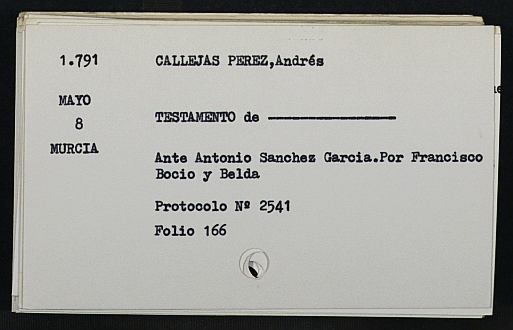 1.791 CALLEJAS PEREZ,Andrés
MAYO
8
MURCIA
TESTAMENTO de ----------------
Ante Antonio Sanchez Garcia.Por Francisco
Bocio y Belda
Protocolo Nº 2541
Folio 166